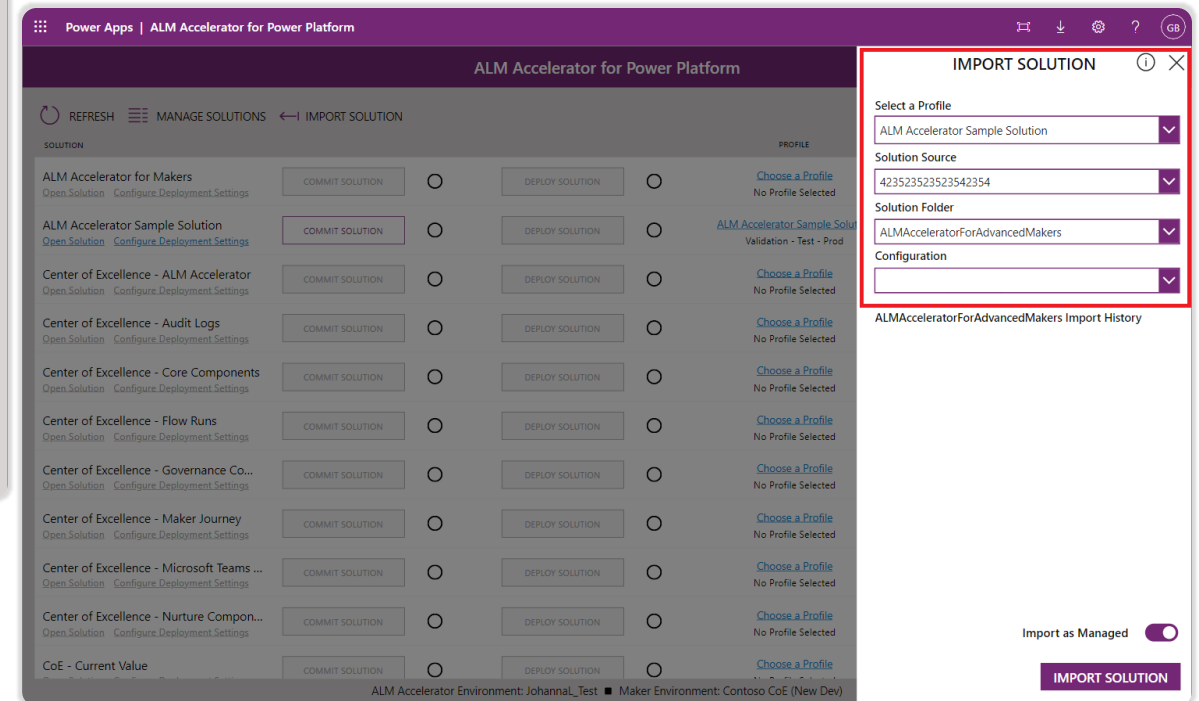 Power Apps | ALM Accelerator for Power Platform
?
GB
ALM Accelerator for Power Platform
REFRESH MANAGE SOLUTIONS IMPORT SOLUTION
SOLUTION PROFILE
ALM Accelerator for Makers
Open Solution Configure Deployment Settings
COMMIT SOLUTION
DEPLOY SOLUTION
Choose a Profile
No Profile Selected
ALM Accelerator Sample Solution
Open Solution Configure Deployment Settings
COMMIT SOLUTION
DEPLOY SOLUTION
ALM Accelerator Sample Solut
Validation - Test - Prod
Center of Excellence - ALM Accelerator
Open Solution Configure Deployment Settings
COMMIT SOLUTION
DEPLOY SOLUTION
Choose a Profile
No Profile Selected
Center of Excellence - Audit Logs
Open Solution Configure Deployment Settings
COMMIT SOLUTION
DEPLOY SOLUTION
Choose a Profile
No Profile Selected
Center of Excellence - Core Components
Open Solution Configure Deployment Settings
COMMIT SOLUTION
DEPLOY SOLUTION
Choose a Profile
No Profile Selected
Center of Excellence - Flow Runs
Open Solution Configure Deployment Settings
COMMIT SOLUTION
DEPLOY SOLUTION
Choose a Profile
No Profile Selected
Center of Excellence - Governance Co...
Open Solution Configure Deployment Settings
COMMIT SOLUTION
DEPLOY SOLUTION
Choose a Profile
No Profile Selected
Center of Excellence - Maker Journey
Open Solution Configure Deployment Settings
COMMIT SOLUTION
DEPLOY SOLUTION
Choose a Profile
No Profile Selected
Center of Excellence - Microsoft Teams ...
Open Solution Configure Deployment Settings
COMMIT SOLUTION
DEPLOY SOLUTION
Choose a Profile
No Profile Selected
Center of Excellence - Nurture Compon...
Open Solution Configure Deployment Settings
COMMIT SOLUTION
DEPLOY SOLUTION
Choose a Profile
No Profile Selected
CoE - Current Value
COMMIT SOLUTION
DEPLOY SOLUTION
Choose a Profile
ALM Accelerator Environment: JohannaL_Test ■ Maker Environment: Contoso CoE (New Dev)
IMPORT SOLUTION
Select a Profile
ALM Accelerator Sample Solution
Solution Source
423523523523542354
Solution Folder
ALMAcceleratorForAdvancedMakers
Configuration
ALMAcceleratorForAdvancedMakers Import History
Import as Managed
IMPORT SOLUTION